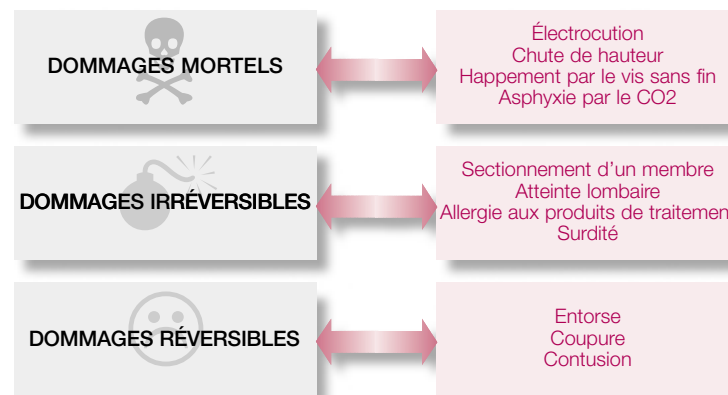 DOMMAGES MORTELS
Électrocution
Chute de hauteur
Happement par le vis sans fin
Asphyxie par le CO2
DOMMAGES IRRÉVERSIBLES
Sectionnement d'un membre
Atteinte lombaire
Allergie aux produits de traitemen
Surdité
DOMMAGES RÉVERSIBLES
Entorse
Coupure
Contusion